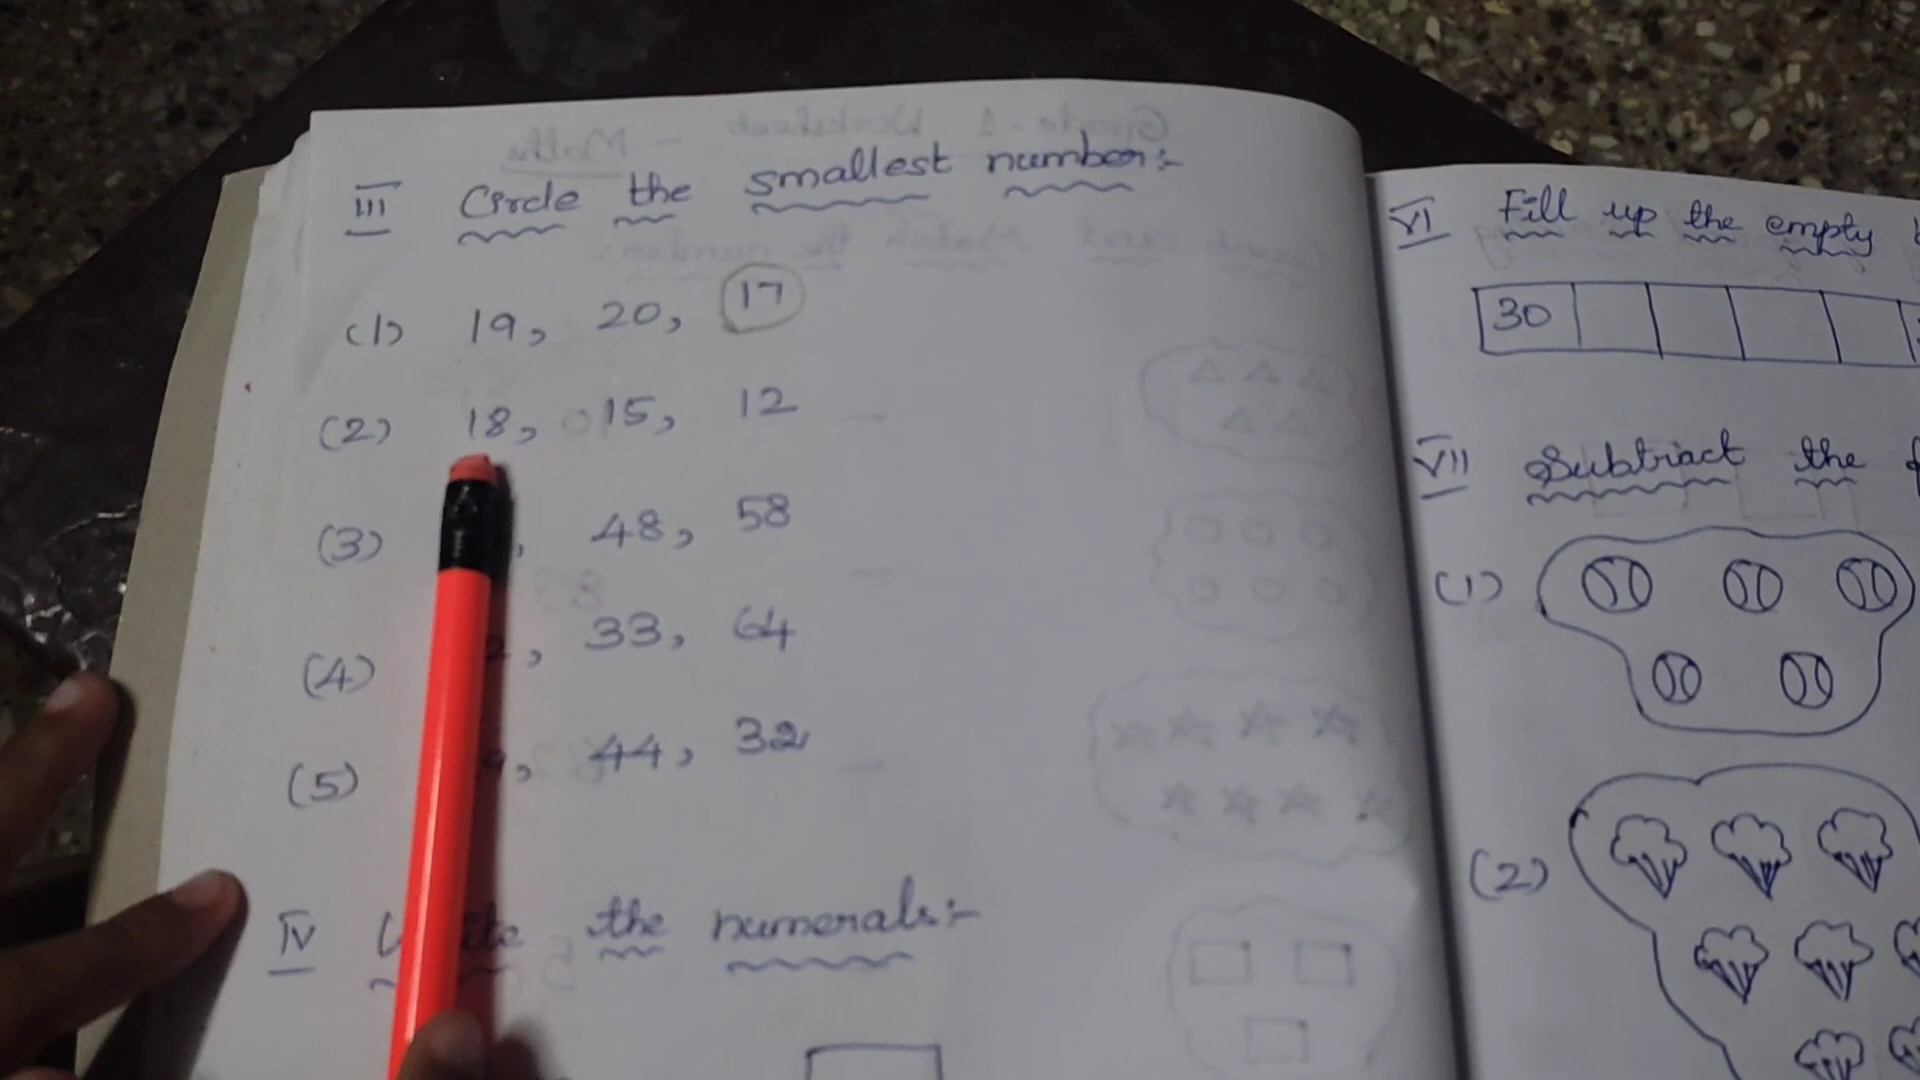 III Circle the smallest number:-
(1) 19, 20, 17
(2) 18, 15, 12
(3) 48, 58
(4) 33, 64
(5) 44, 32
IV the numerals:-
VI Fill up the empty
30
VII Subtract the
(1)
(2)